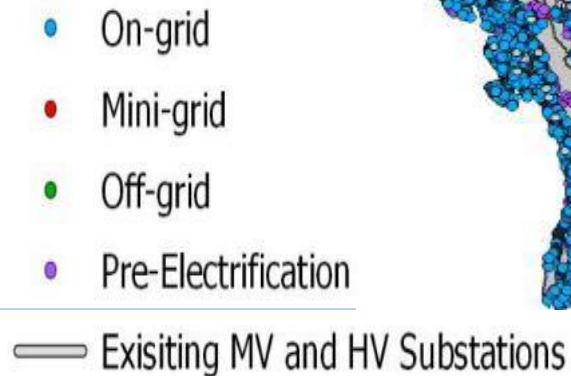 On-grid
Mini-grid
Off-grid
Pre-Electrification
Exisiting MV and HV Substations